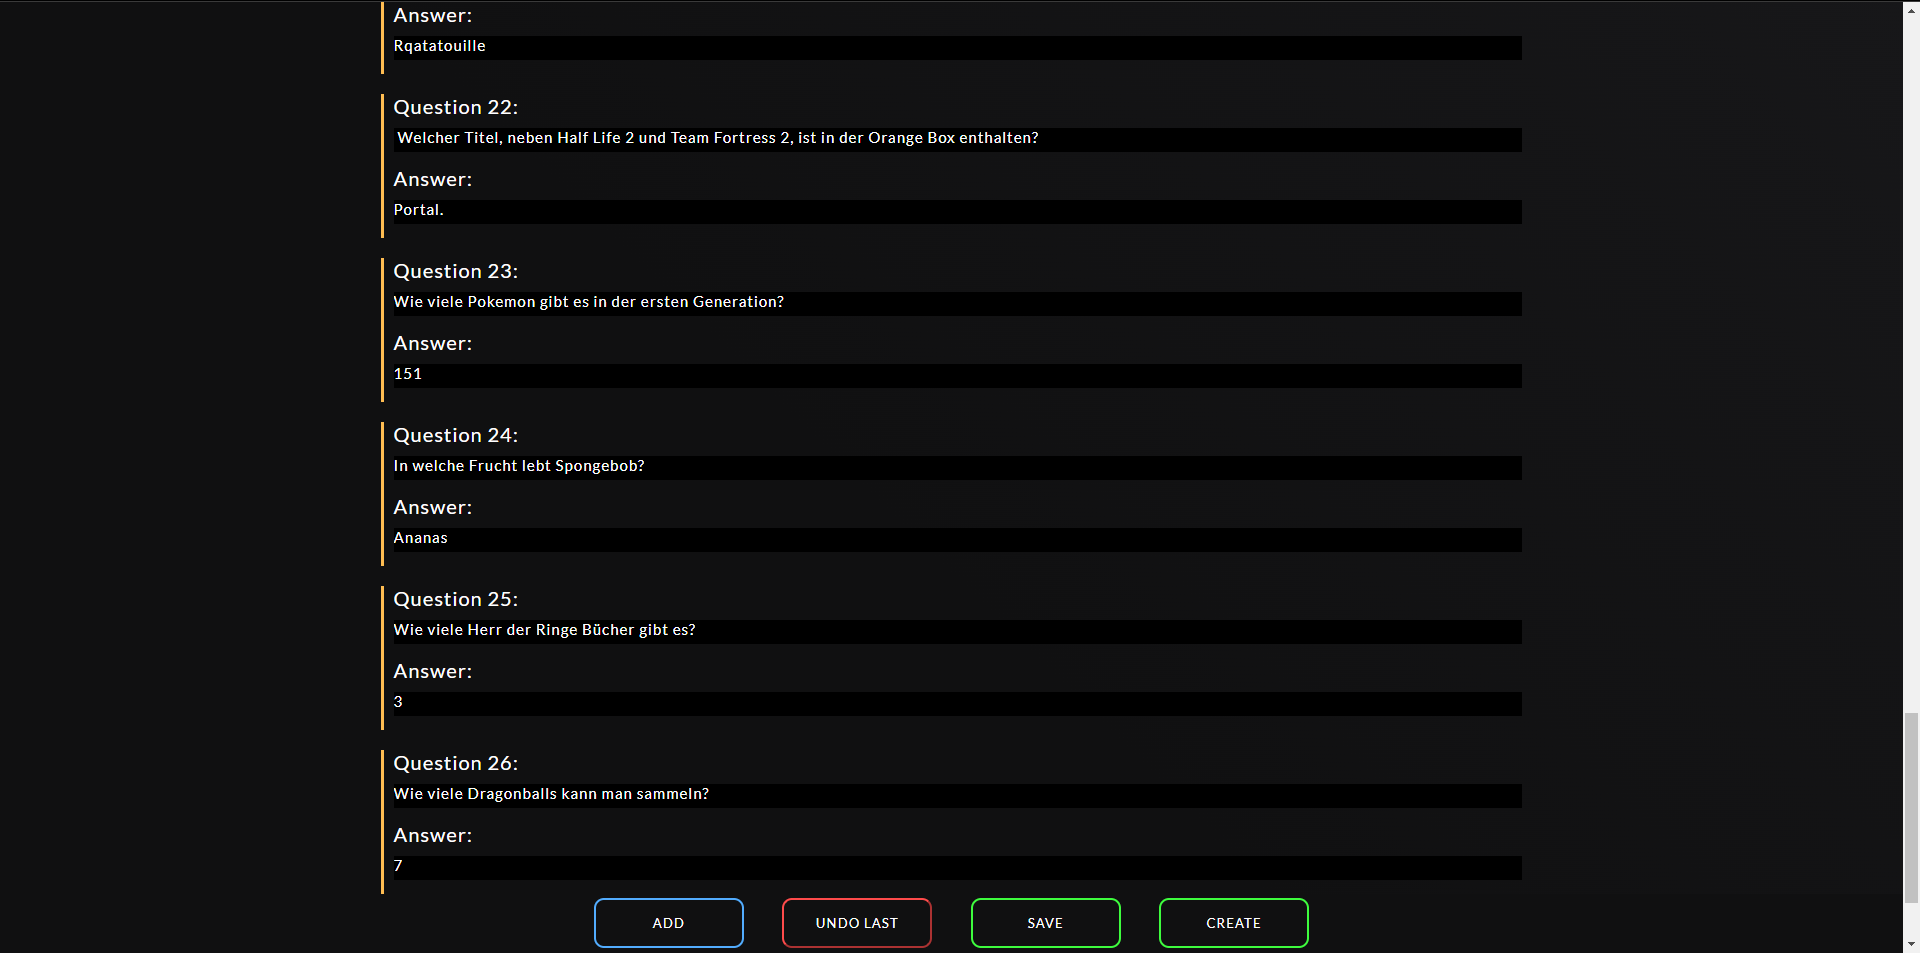 Answer:
Rqatatouille
Question 22:
Welcher Titel, neben Half Life 2 und Team Fortress 2, ist in der Orange Box enthalten?
Answer:
Portal.
Question 23:
Wie viele Pokemon gibt es in der ersten Generation?
Answer:
151
Question 24:
In welche Frucht lebt Spongebob?
Answer:
Ananas
Question 25:
Wie viele Herr der Ringe Bücher gibt es?
Answer:
3
Question 26:
Wie viele Dragonballs kann man sammeln?
Answer:
7
ADD UNDO LAST SAVE CREATE